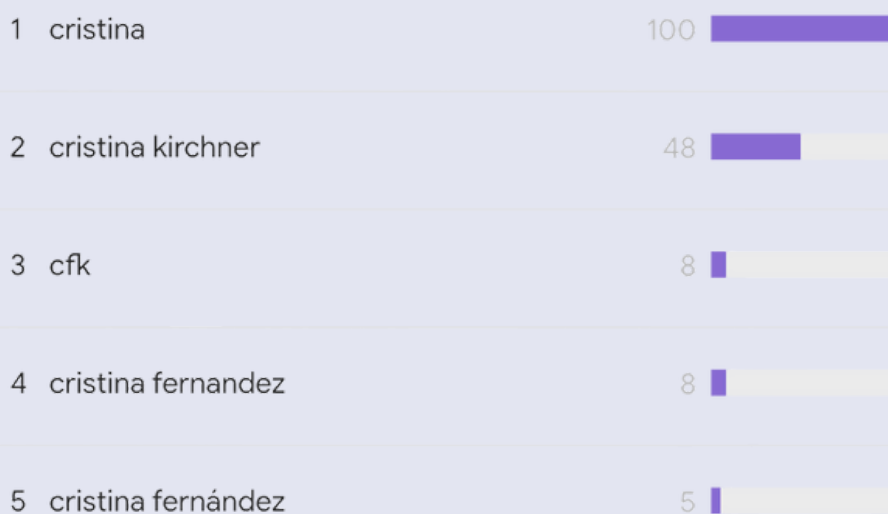 1 cristina 100
2 cristina kirchner 48
3 cfk 8
4 cristina fernandez 8
5 cristina fernández 5